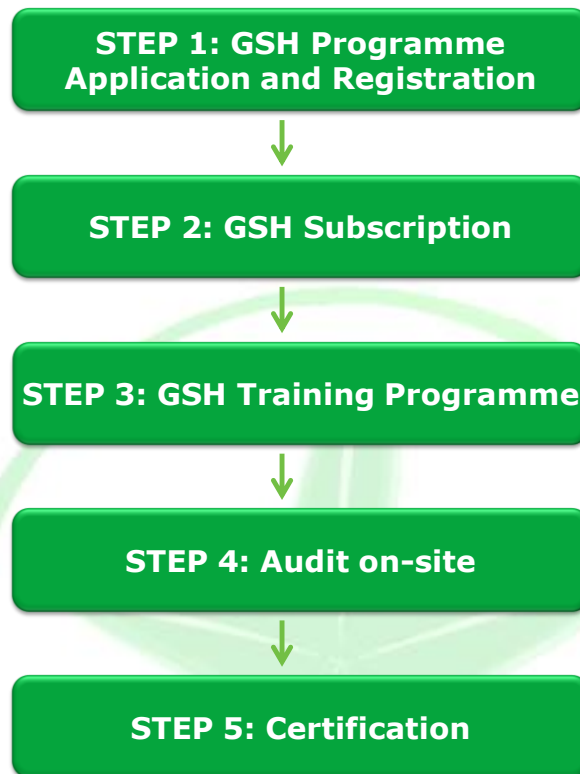 STEP 1: GSH Programme
Application and Registration
STEP 2: GSH Subscription
STEP 3: GSH Training Programme
STEP 4: Audit on-site
STEP 5: Certification